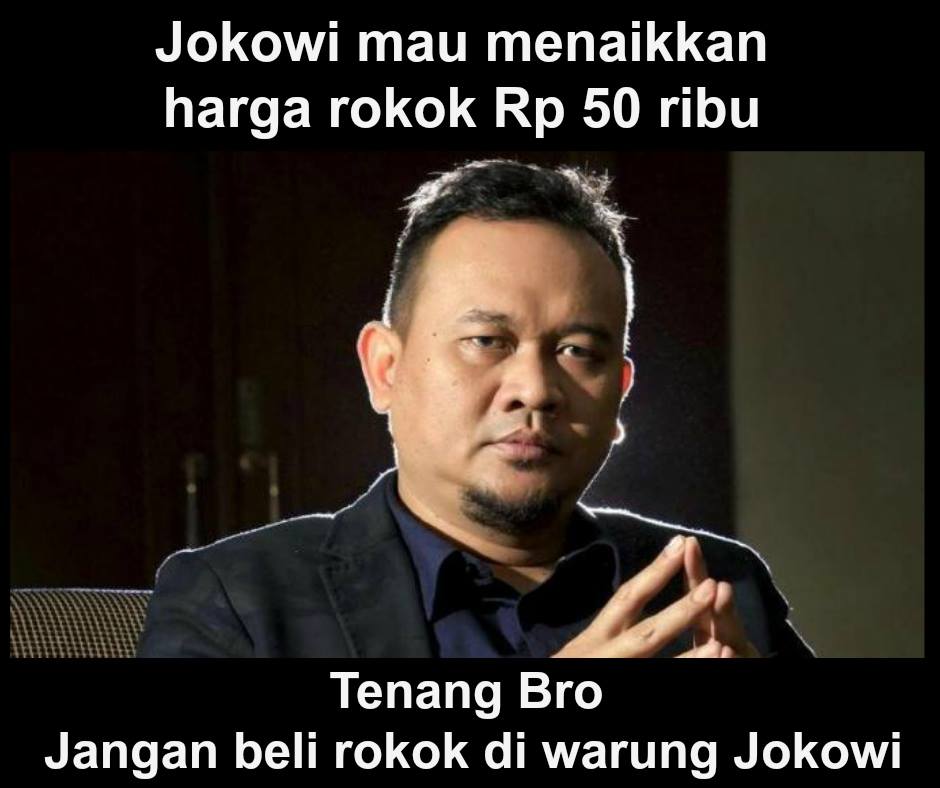 Jokowi mau menaikkan
harga rokok Rp 50 ribu
Tenang Bro
Jangan beli rokok di warung Jokowi